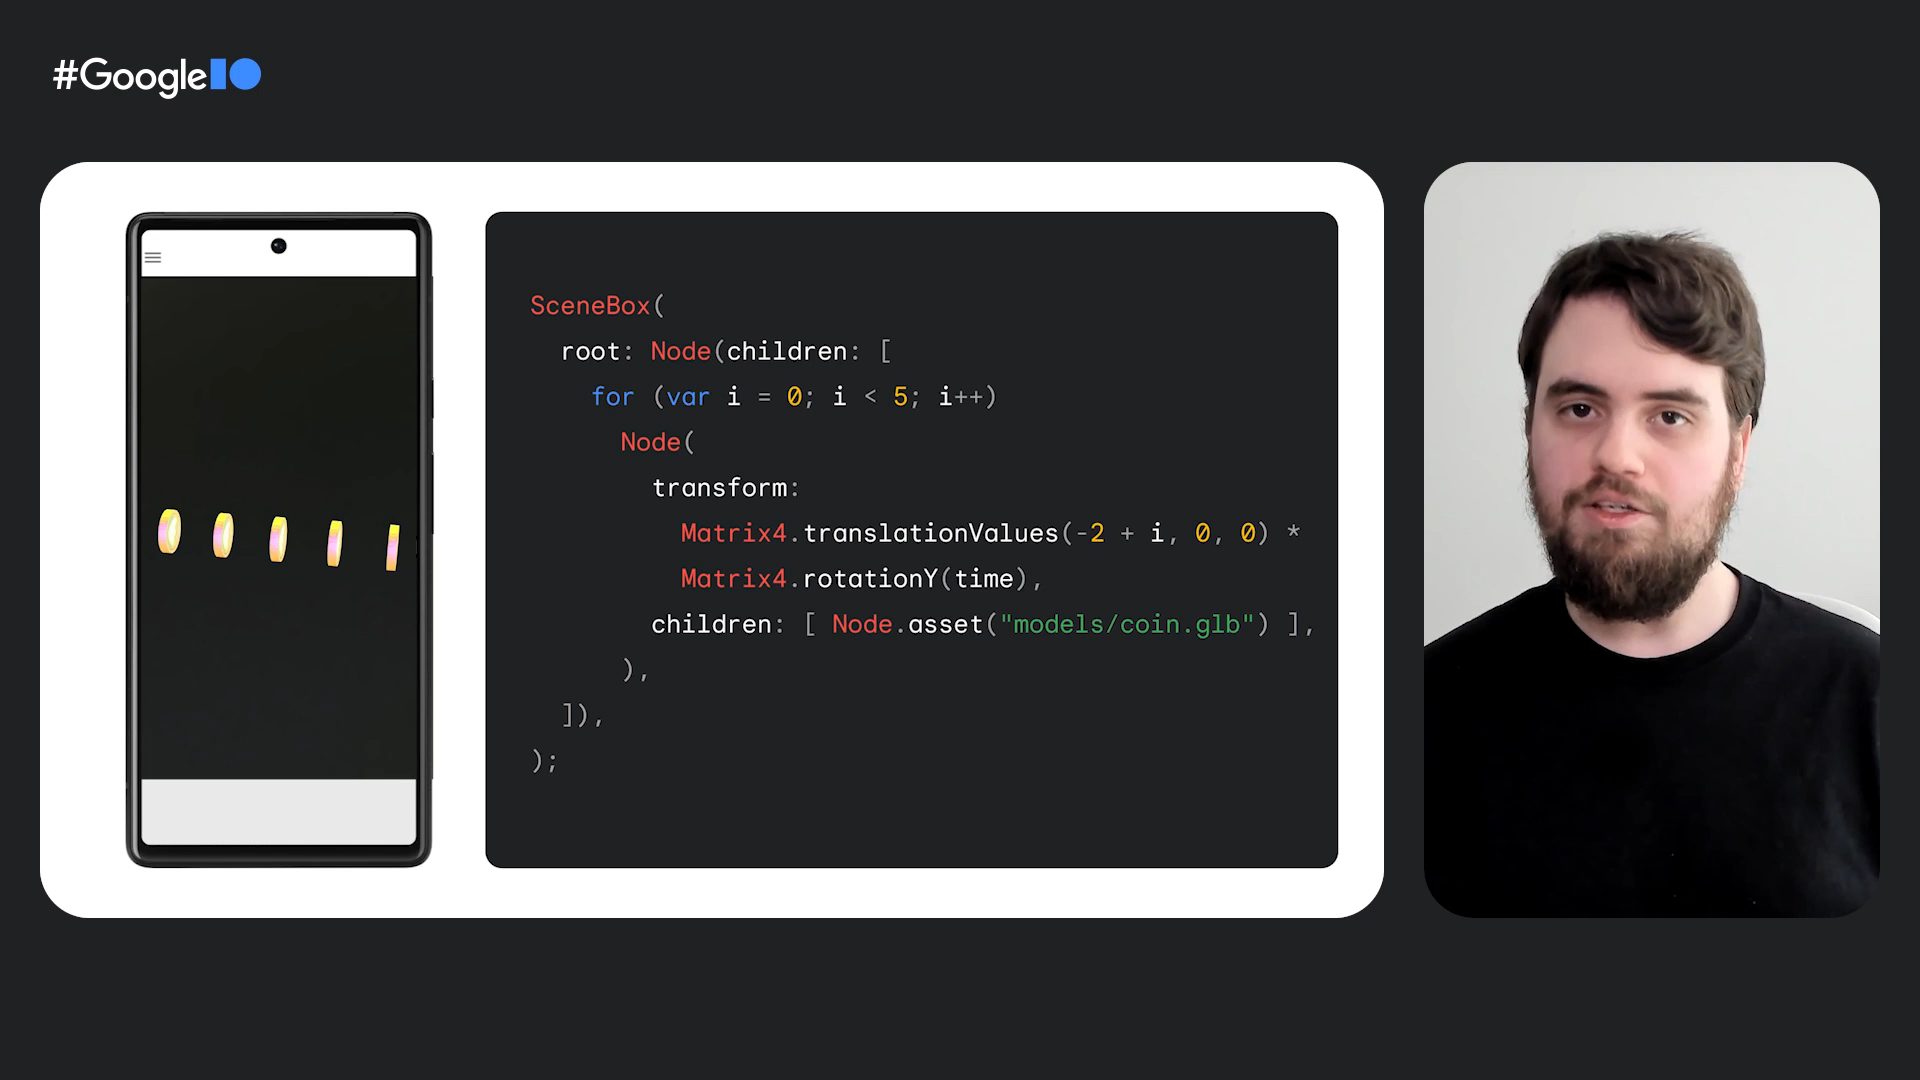 #GoogleIO
SceneBox(
root: Node(children: [
for (var i = 0; i < 5; i++)
Node(
transform:
Matrix4.translationValues(-2 + i, 0, 0) *
Matrix4.rotationY(time),
children: [ Node.asset("models/coin.glb") ],
),
]),
);